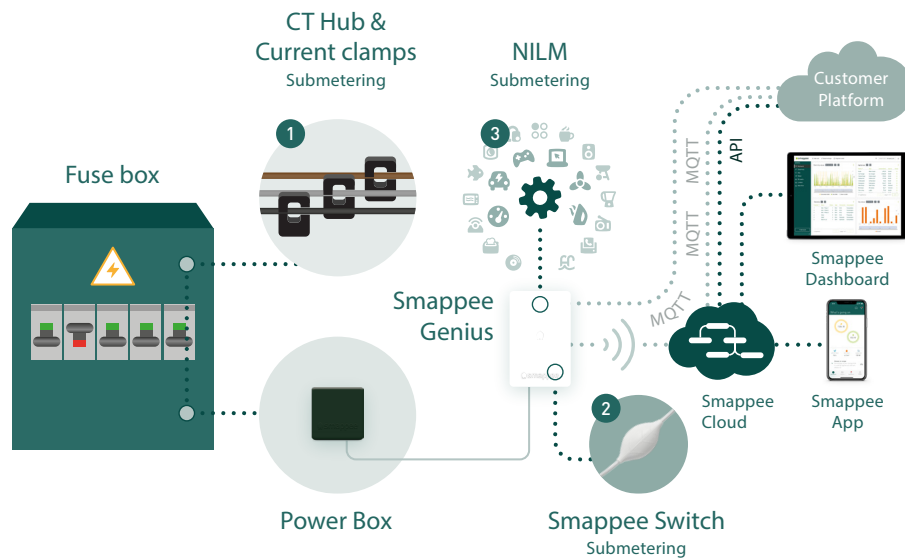 CT Hub &
Current clamps
Submetering
1
NILM
Submetering
3
Customer
Platform
MQTT
API
MQTT
MQTT
Fuse box
Smappee
Dashboard
Smappee
Genius
smappee
Smappee
Cloud
Smappee
App
2
Power Box
Smappee Switch
Submetering